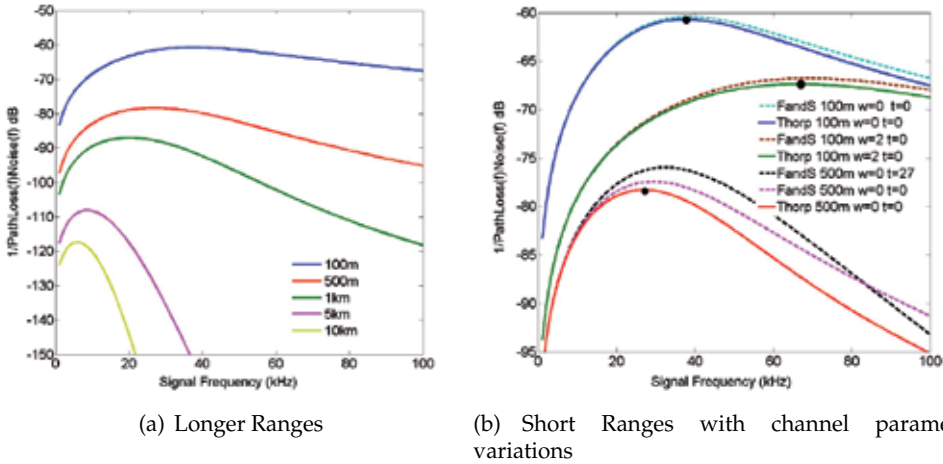 1/PathLoss(f)Noise(f) dB
-50
-60
-70
-80
-90
-100
-110
-120
-130
-140
-150
0
20
40
60
80
100
Signal Frequency (kHz)
100m
500m
1km
5km
10km
(a) Longer Ranges
1/PathLoss(f)Noise(f) dB
-60
-65
-70
-75
-80
-85
-90
-95
0
20
40
60
80
100
Signal Frequency (kHz)
FandS 100m w=0 t=0
Thorp 100m w=0 t=0
FandS 100m w=2 t=0
Thorp 100m w=2 t=0
FandS 500m w=0 t=27
FandS 500m w=0 t=0
Thorp 500m w=0 t=0
(b) Short Ranges with channel parame
variations